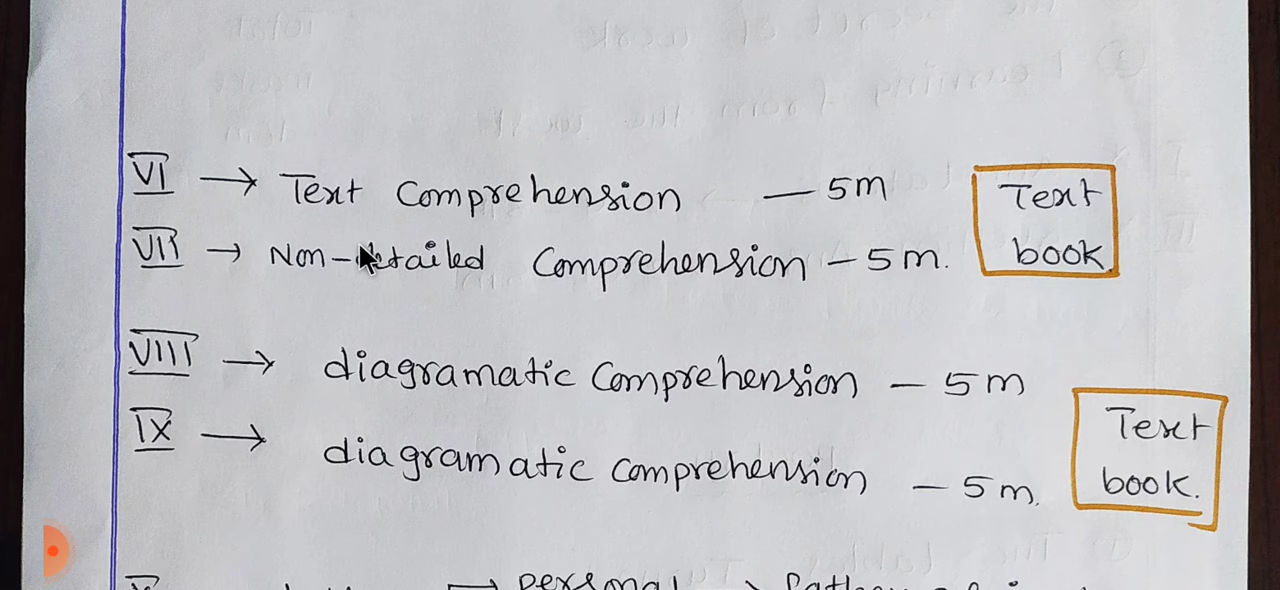 VI → Text Comprehension — 5m
Text book.
VII → Non-detailed Comprehension — 5m.
VIII → diagramatic Comprehension — 5m
IX → diagramatic comprehension — 5m.
Text book.
→ personal